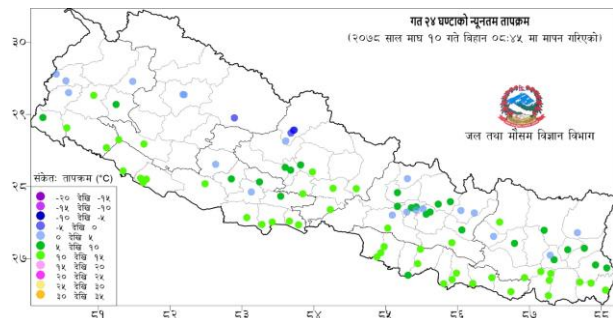 गत २४ घण्टाको न्यूनतम तापक्रम
(२०७८ साल माघ १० गते बिहान ०८:४५ मा मापन गरिएको)
जल तथा मौसम विज्ञान विभाग
संकेतः तापक्रम (°C)
-२० देखि -१५
-१५ देखि -१०
-१० देखि -५
-५ देखि ०
० देखि ५
५ देखि १०
१० देखि १५
१५ देखि २०
२० देखि २५
२५ देखि ३०
३० देखि ३५
३०
२९
२८
२७
८१
८२
८३
८४
८५
८६
८७
८८